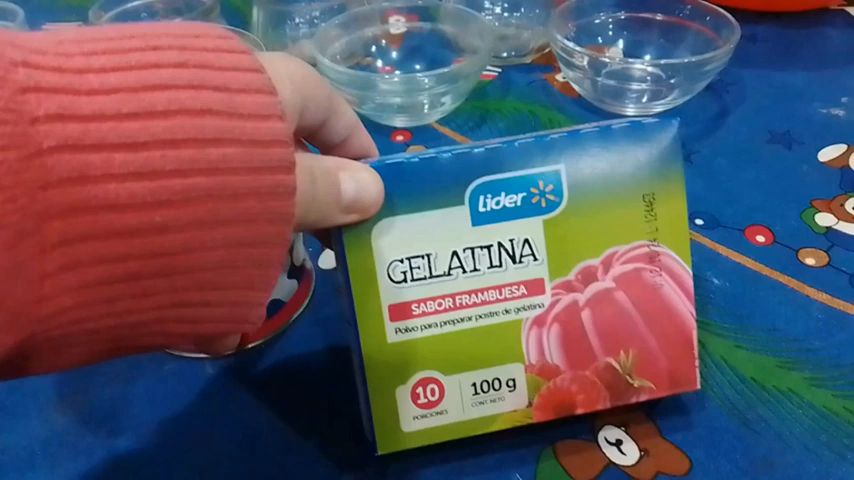 lider
GELATINA
SABOR FRAMBUESA
Polvo para preparar postre de gelatina
10
PORCIONES
100 g
CONT. NETO